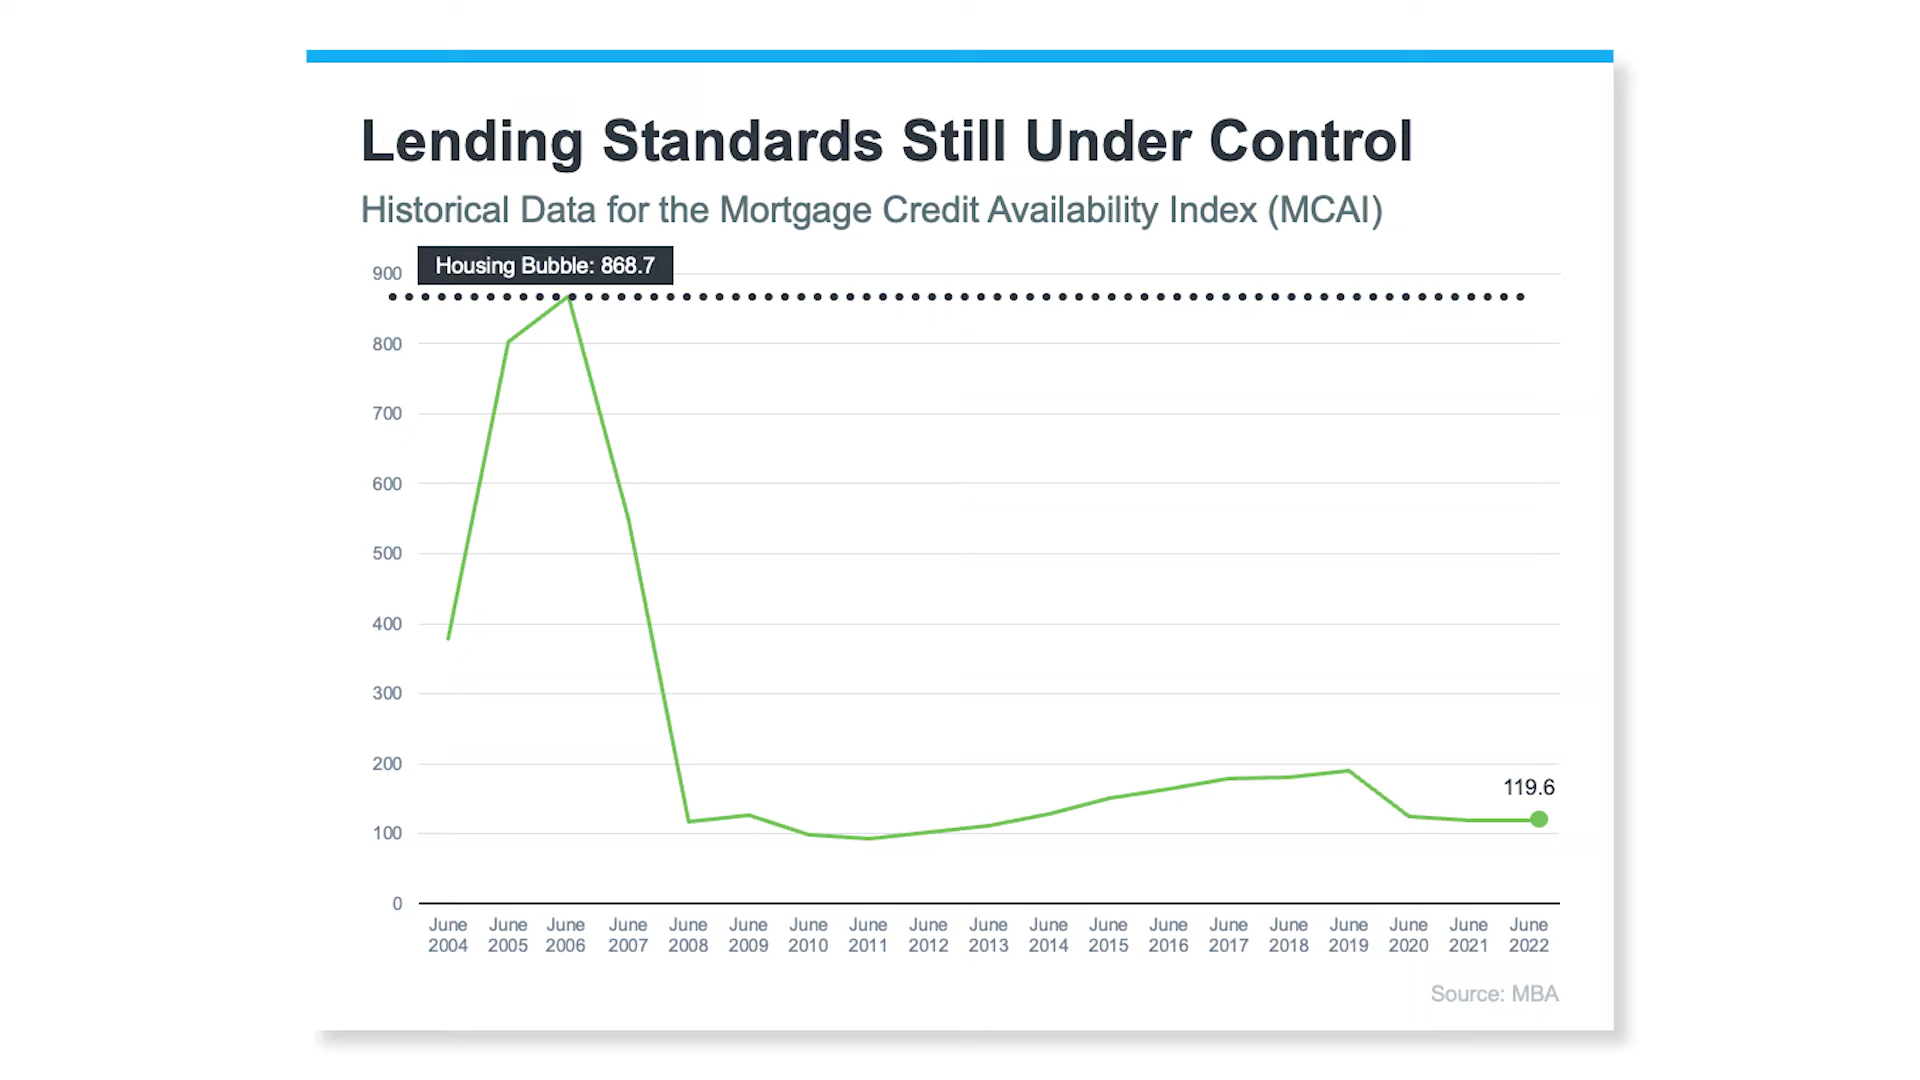 Lending Standards Still Under Control
Historical Data for the Mortgage Credit Availability Index (MCAI)
Housing Bubble: 868.7
900
800
700
600
500
400
300
200
100
0
119.6
June 2004
June 2005
June 2006
June 2007
June 2008
June 2009
June 2010
June 2011
June 2012
June 2013
June 2014
June 2015
June 2016
June 2017
June 2018
June 2019
June 2020
June 2021
June 2022
Source: MBA